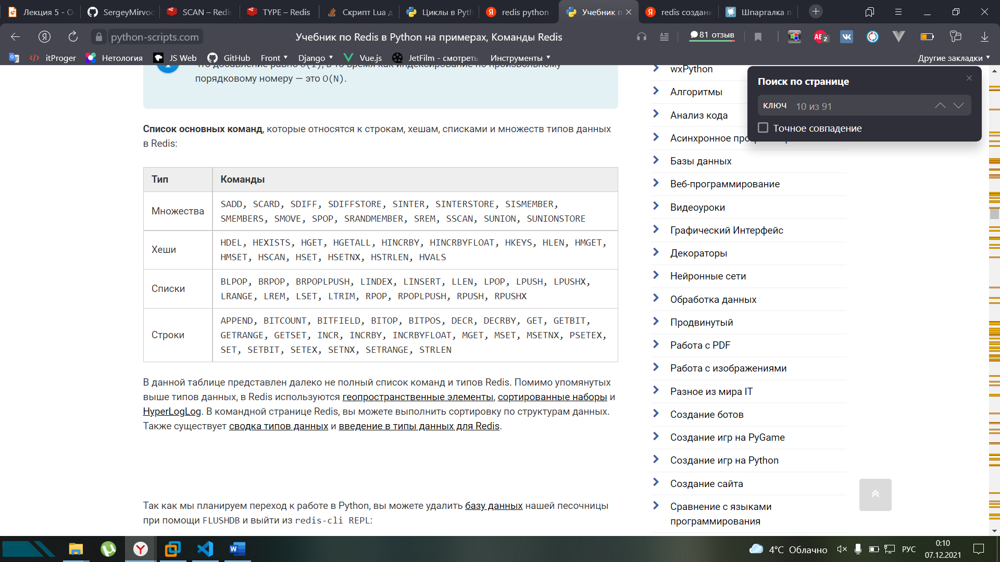 Лекция 5 - О
SergeyMirvod
SCAN – Redis
TYPE – Redis
Скрипт Lua д
Циклы в Pyth
redis python
Учебник п
redis создани
Шпаргалка п
python-scripts.com
Учебник по Redis в Python на примерах, Команды Redis
81 отзыв
2
itProger
Нетология
JS Web
GitHub
Front
Django
Vue.js
JetFilm - смотреть
Инструменты
Другие закладки
что добавление равно O(1), в то время как индексирование по произвольному
порядковому номеру — это O(N).
Список основных команд, которые относятся к строкам, хешам, списками и множеств типов данных
в Redis:
Тип Команды
Множества
SADD, SCARD, SDIFF, SDIFFSTORE, SINTER, SINTERSTORE, SISMEMBER,
SMEMBERS, SMOVE, SPOP, SRANDMEMBER, SREM, SSCAN, SUNION, SUNIONSTORE
Хеши
HDEL, HEXISTS, HGET, HGETALL, HINCRBY, HINCRBYFLOAT, HKEYS, HLEN, HMGET,
HMSET, HSCAN, HSET, HSETNX, HSTRLEN, HVALS
Списки
BLPOP, BRPOP, BRPOPLPUSH, LINDEX, LINSERT, LLEN, LPOP, LPUSH, LPUSHX,
LRANGE, LREM, LSET, LTRIM, RPOP, RPOPLPUSH, RPUSH, RPUSHX
Строки
APPEND, BITCOUNT, BITFIELD, BITOP, BITPOS, DECR, DECRBY, GET, GETBIT,
GETRANGE, GETSET, INCR, INCRBY, INCRBYFLOAT, MGET, MSET, MSETNX, PSETEX,
SET, SETBIT, SETEX, SETNX, SETRANGE, STRLEN
В данной таблице представлен далеко не полный список команд и типов Redis. Помимо упомянутых
выше типов данных, в Redis используются геопространственные элементы, сортированные наборы и
HyperLogLog. В командной странице Redis, вы можете выполнить сортировку по структурам данных.
Также существует сводка типов данных и введение в типы данных для Redis.
Так как мы планируем переход к работе в Python, вы можете удалить базу данных нашей песочницы
при помощи FLUSHDB и выйти из redis-cli REPL:
wxPython
Алгоритмы
Анализ кода
Асинхронное
Базы данных
Веб-программирование
Видеоуроки
Графический Интерфейс
Декораторы
Нейронные сети
Обработка данных
Продвинутый
Работа с PDF
Работа с изображениями
Разное из мира IT
Создание ботов
Создание игр на PyGame
Создание игр на Python
Создание сайта
Сравнение с языками
программирования
Поиск по странице
ключ 10 из 91
Точное совпадение
4°C Облачно
РУС
0:10
07.12.2021